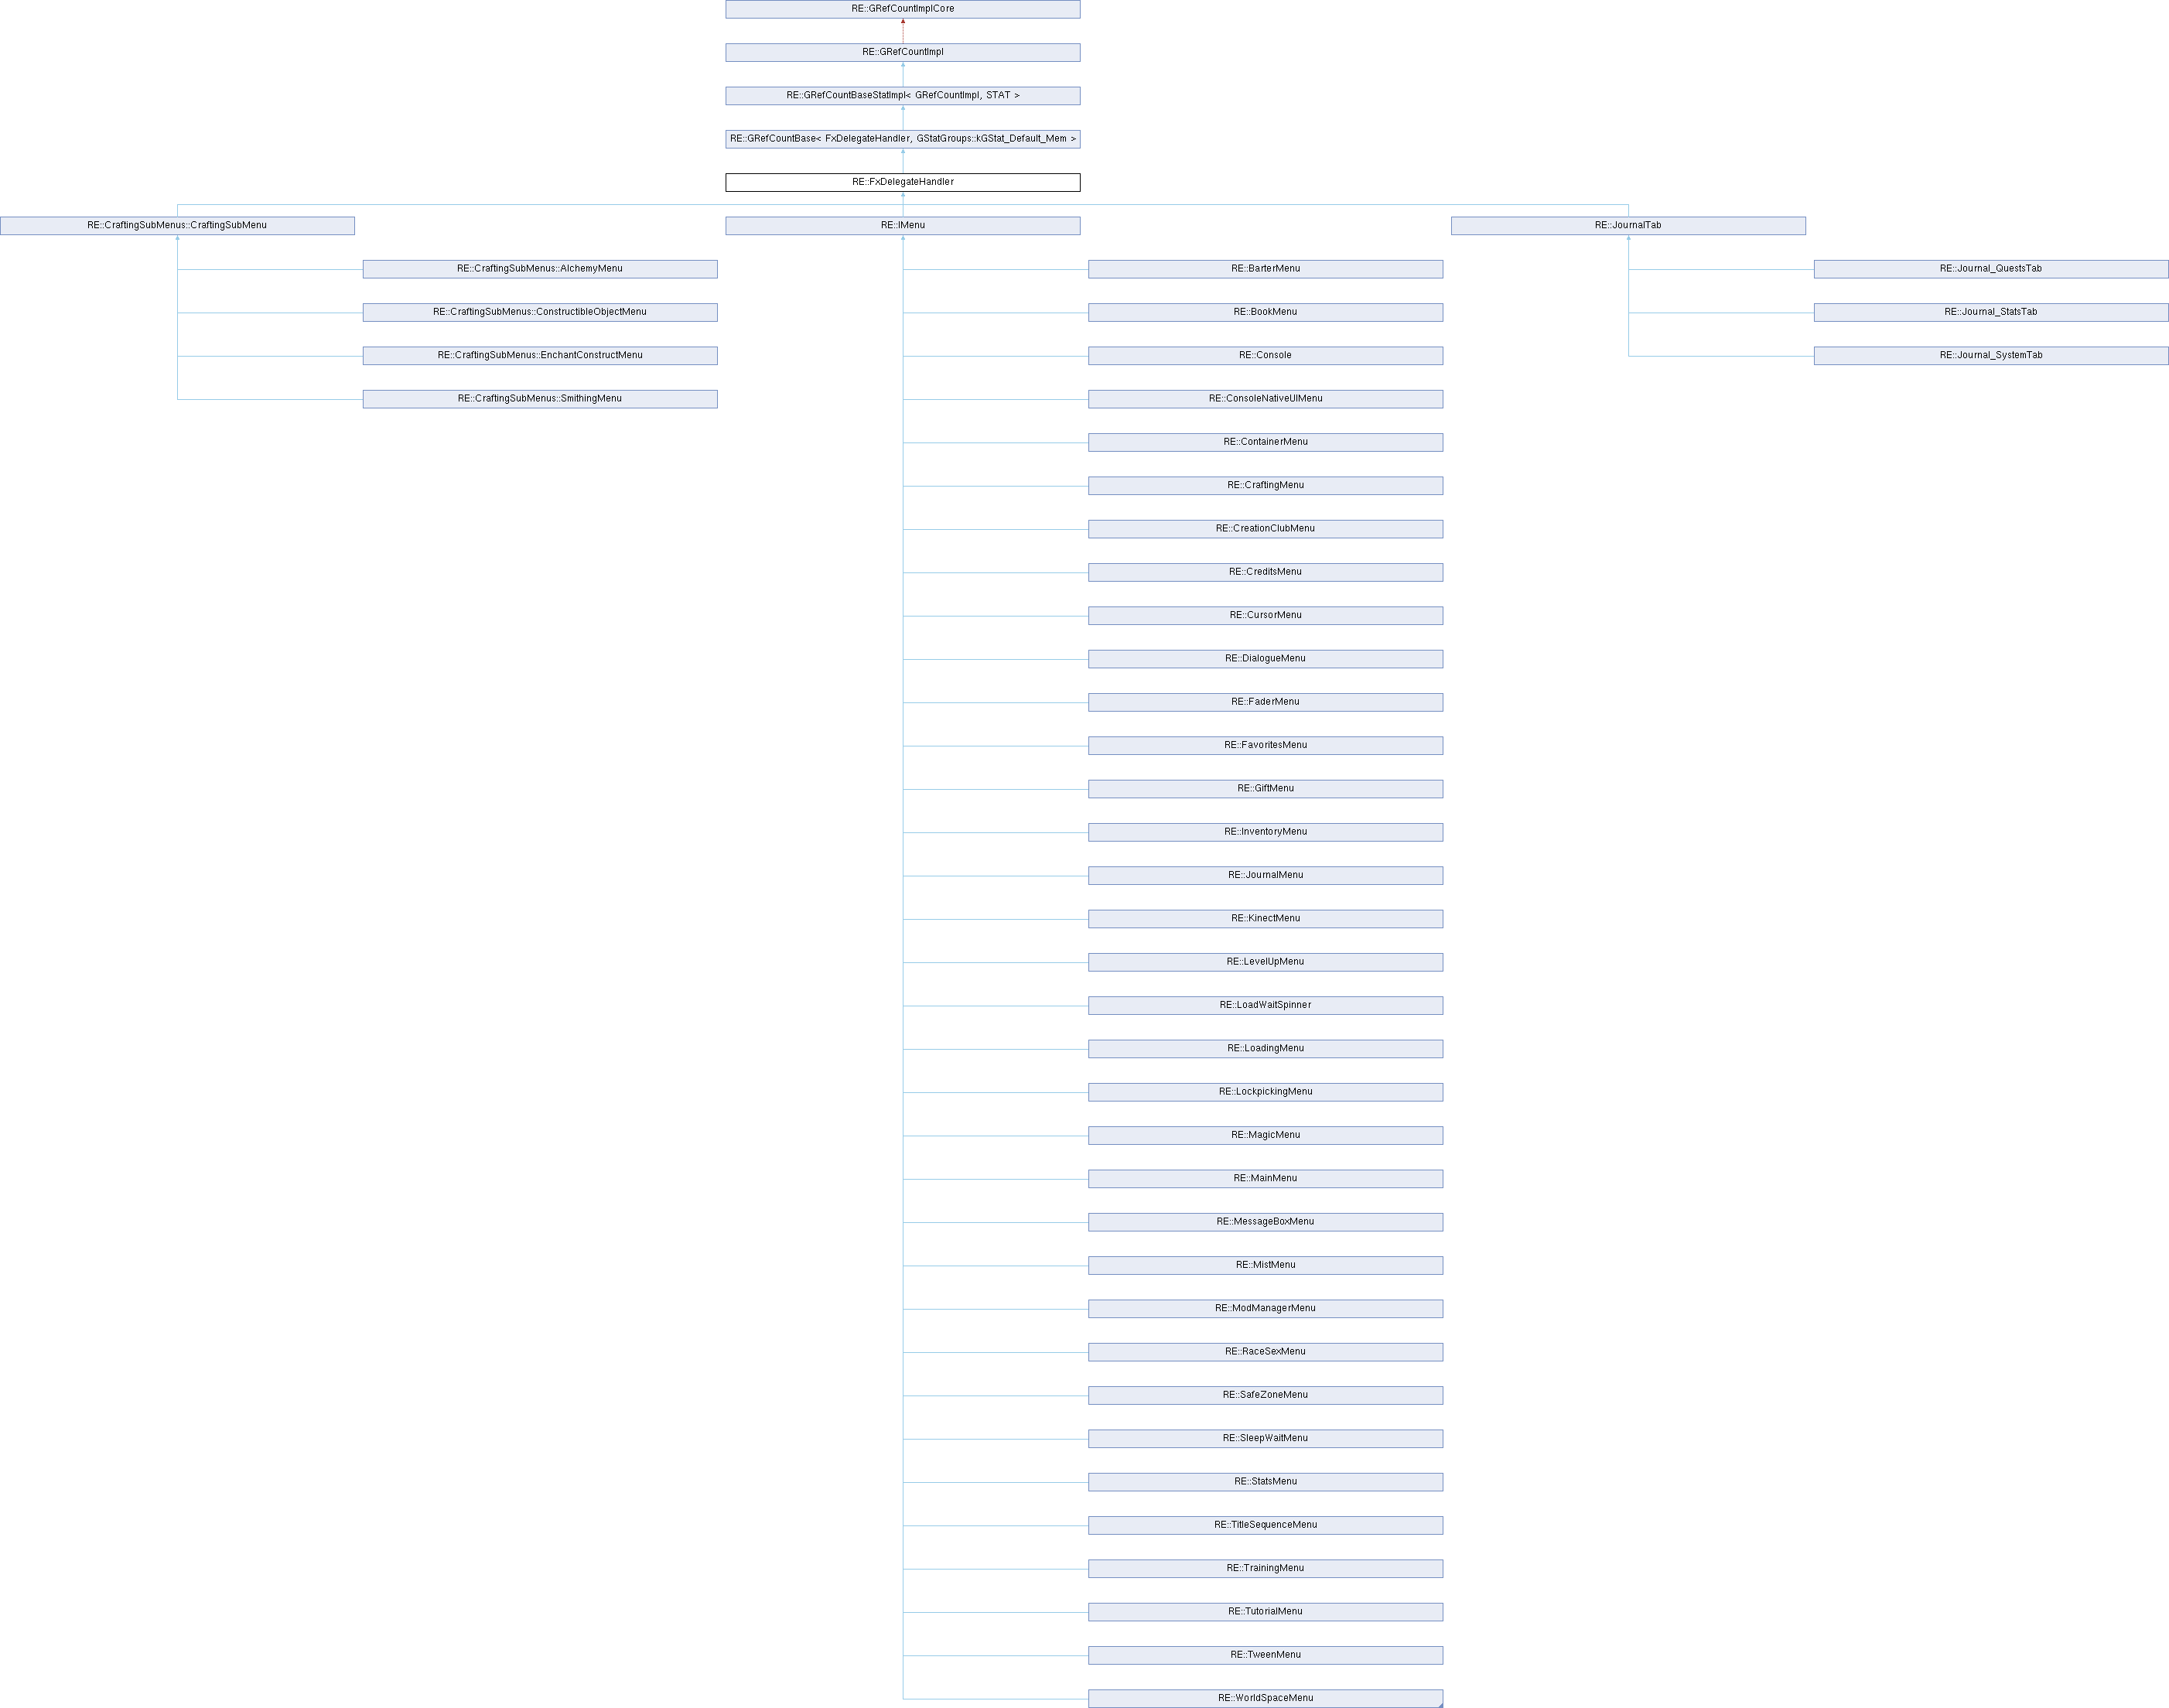 RE::GRefCountImplCore
RE::GRefCountImpl
RE::GRefCountBaseStatImpl< GRefCountImpl, STAT >
RE::GRefCountBase< FxDelegateHandler, GStatGroups::kGStat_Default_Mem >
RE::FxDelegateHandler
RE::CraftingSubMenus::CraftingSubMenu
RE::IMenu
RE::JournalTab
RE::CraftingSubMenus::AlchemyMenu
RE::BarterMenu
RE::Journal_QuestsTab
RE::CraftingSubMenus::ConstructibleObjectMenu
RE::BookMenu
RE::Journal_StatsTab
RE::CraftingSubMenus::EnchantConstructMenu
RE::Console
RE::Journal_SystemTab
RE::CraftingSubMenus::SmithingMenu
RE::ConsoleNativeUIMenu
RE::ContainerMenu
RE::CraftingMenu
RE::CreationClubMenu
RE::CreditsMenu
RE::CursorMenu
RE::DialogueMenu
RE::FaderMenu
RE::FavoritesMenu
RE::GiftMenu
RE::InventoryMenu
RE::JournalMenu
RE::KinectMenu
RE::LevelUpMenu
RE::LoadWaitSpinner
RE::LoadingMenu
RE::LockpickingMenu
RE::MagicMenu
RE::MainMenu
RE::MessageBoxMenu
RE::MistMenu
RE::ModManagerMenu
RE::RaceSexMenu
RE::SafeZoneMenu
RE::SleepWaitMenu
RE::StatsMenu
RE::TitleSequenceMenu
RE::TrainingMenu
RE::TutorialMenu
RE::TweenMenu
RE::WorldSpaceMenu